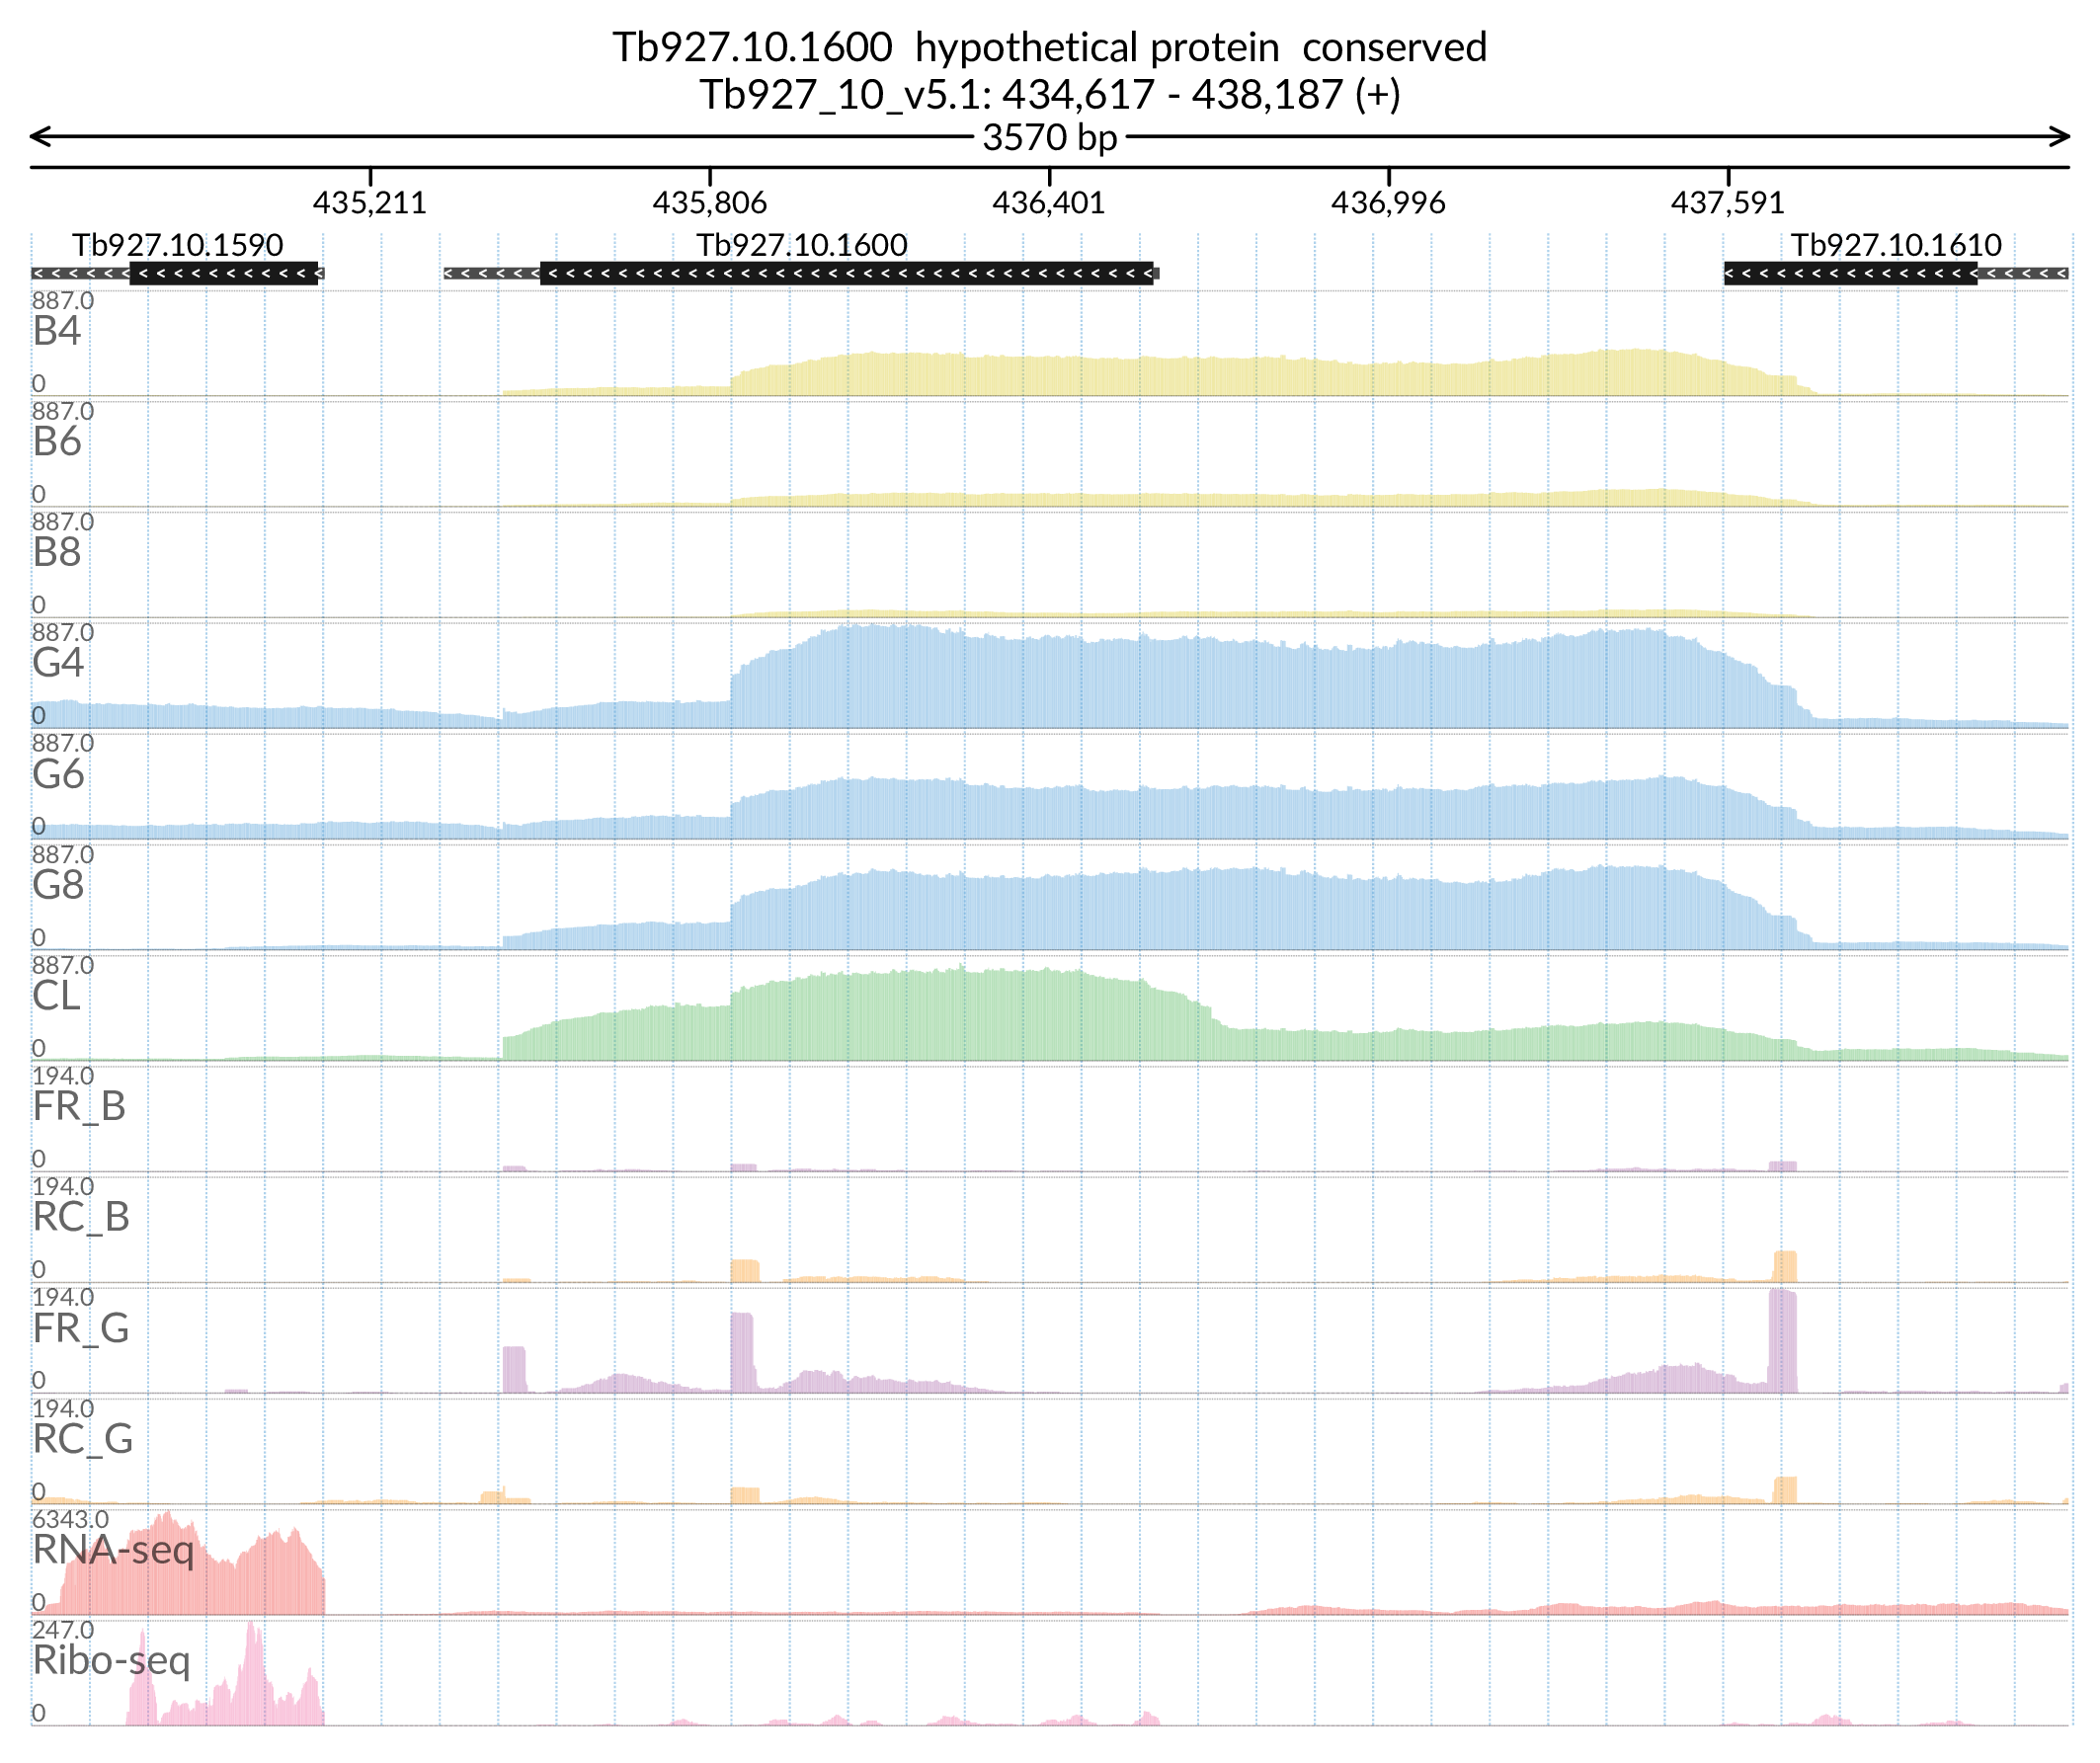 Tb927.10.1600 hypothetical protein conserved
Tb927_10_v5.1: 434,617 - 438,187 (+)
3570 bp
435,211 435,806 436,401 436,996 437,591
Tb927.10.1590 Tb927.10.1600 Tb927.10.1610
887.0
B4
0
887.0
B6
0
887.0
B8
0
887.0
G4
0
887.0
G6
0
887.0
G8
0
887.0
CL
0
194.0
FR_B
0
194.0
RC_B
0
194.0
FR_G
0
194.0
RC_G
0
6343.0
RNA-seq
0
247.0
Ribo-seq
0